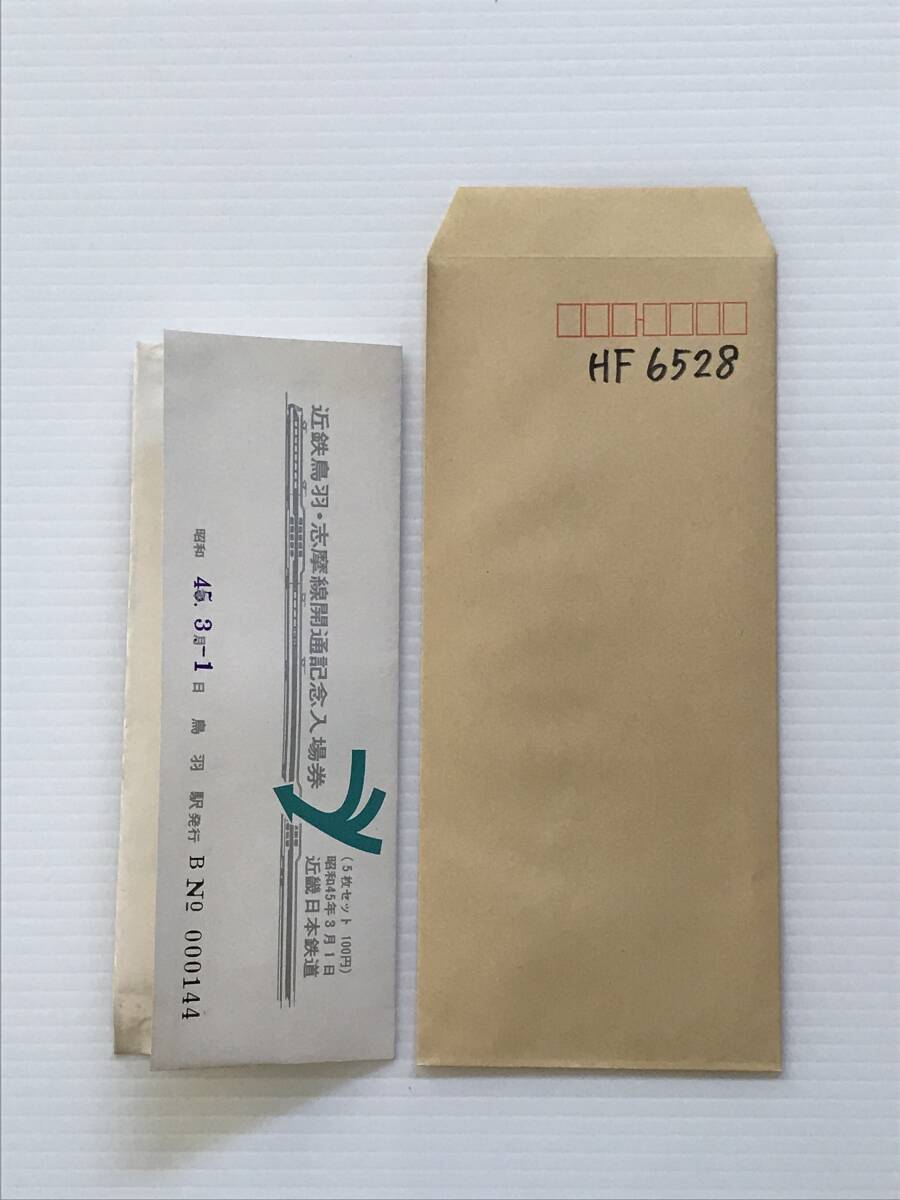 近鉄鳥羽・志摩線開通記念入場券
(5枚セット 100円)
昭和45年3月1日
近畿日本鉄道
昭和 45.3月-1日 鳥羽駅発行 B No 000144
HF 6528